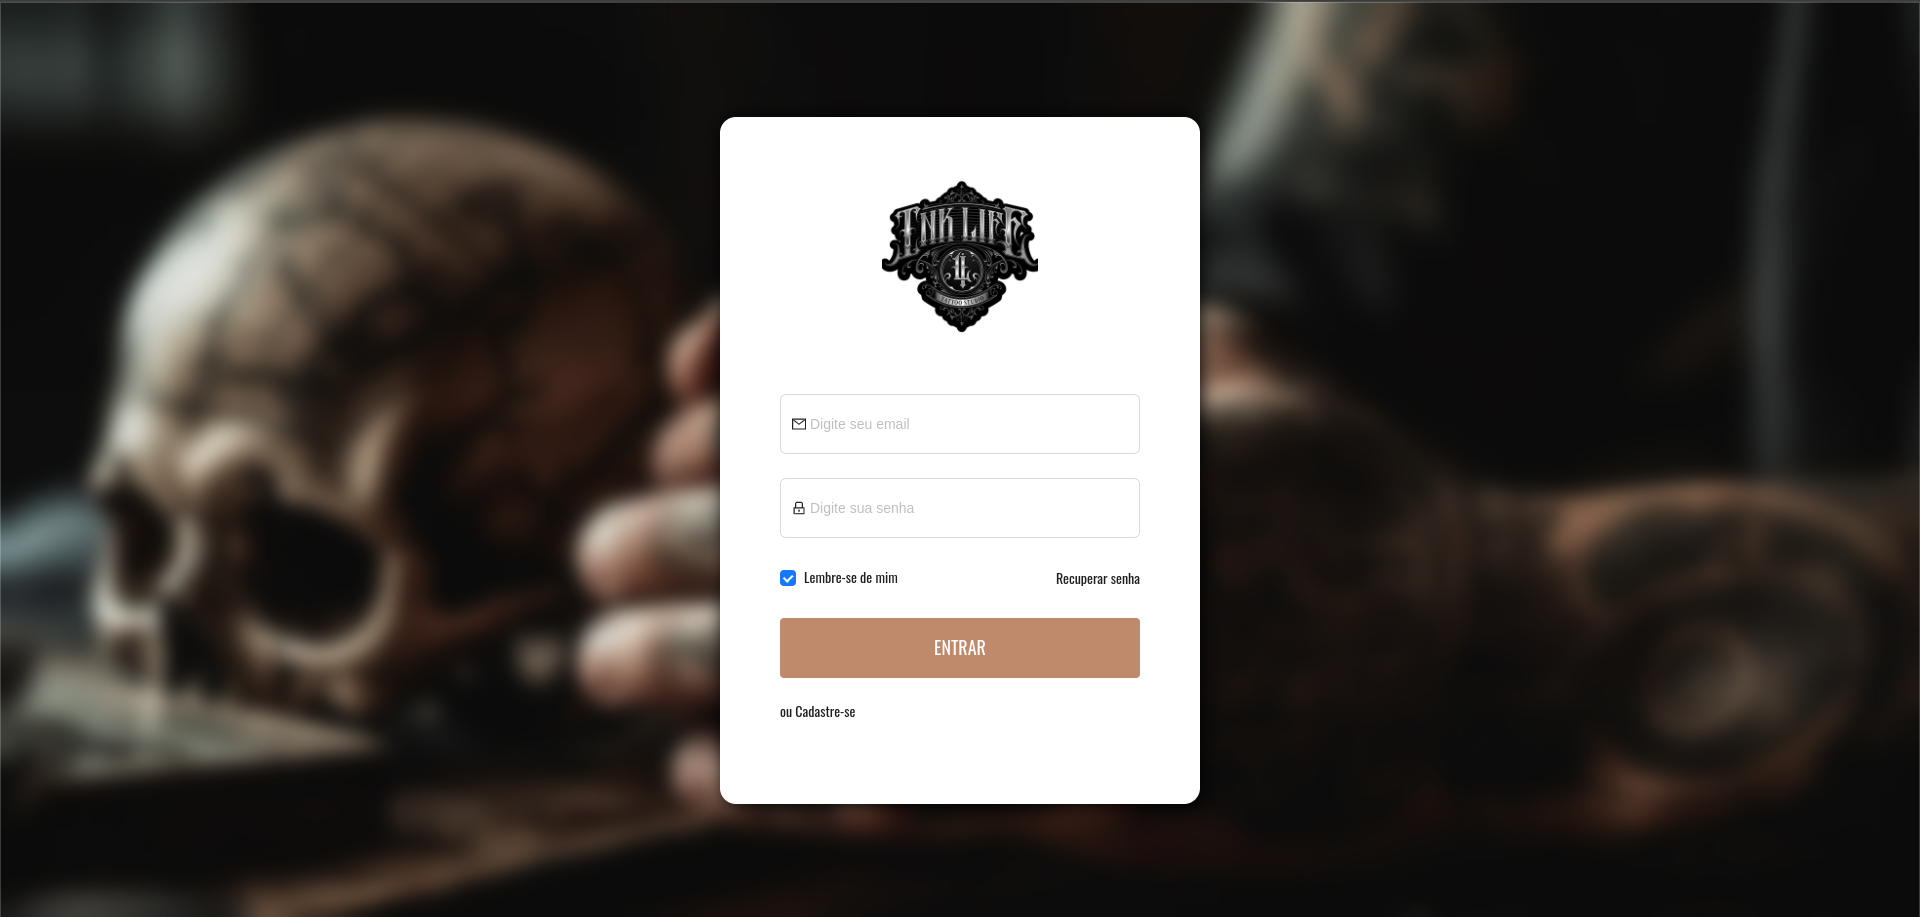 INK LIFE
TATTOO STUDIO
Digite seu email
Digite sua senha
Lembre-se de mim
Recuperar senha
ENTRAR
ou Cadastre-se